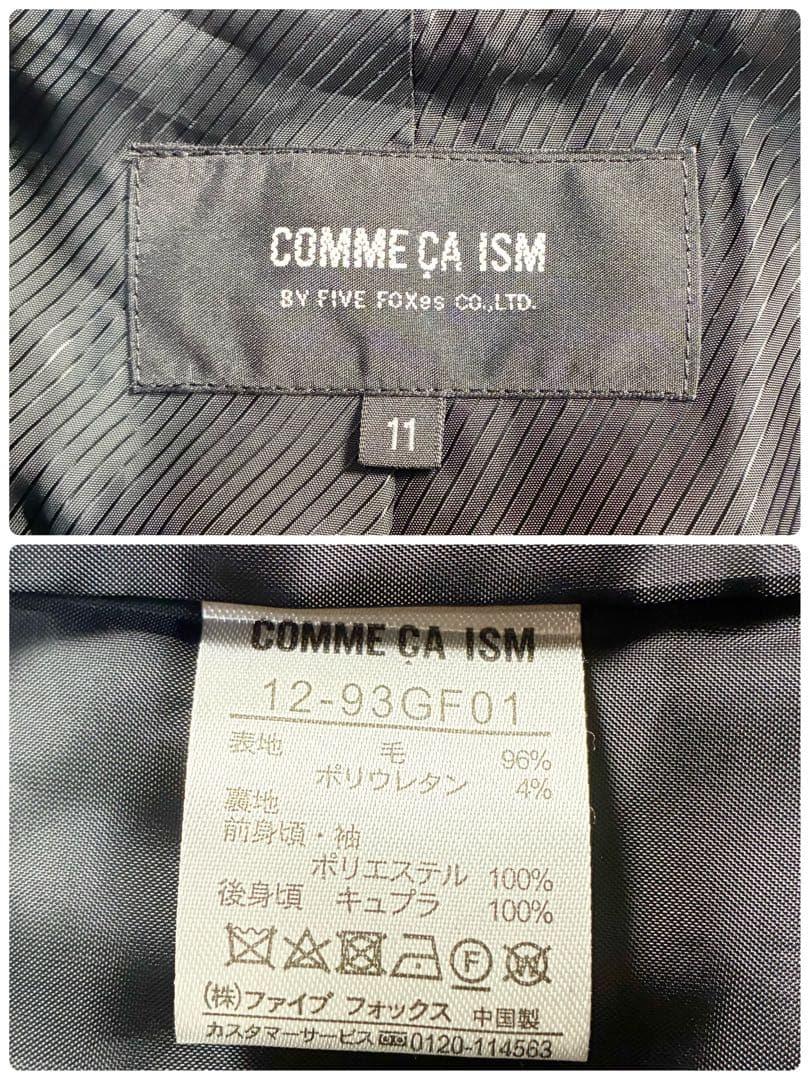 COMME ÇA ISM
BY FIVE FOXes CO.,LTD.
11
COMME ÇA ISM
12-93GF01
表地 毛 96%
ポリウレタン 4%
裏地
前身頃・袖
ポリエステル 100%
後身頃 キュプラ 100%
P W
(株)ファイブ フォックス 中国製
カスタマーサービス 0120-114563